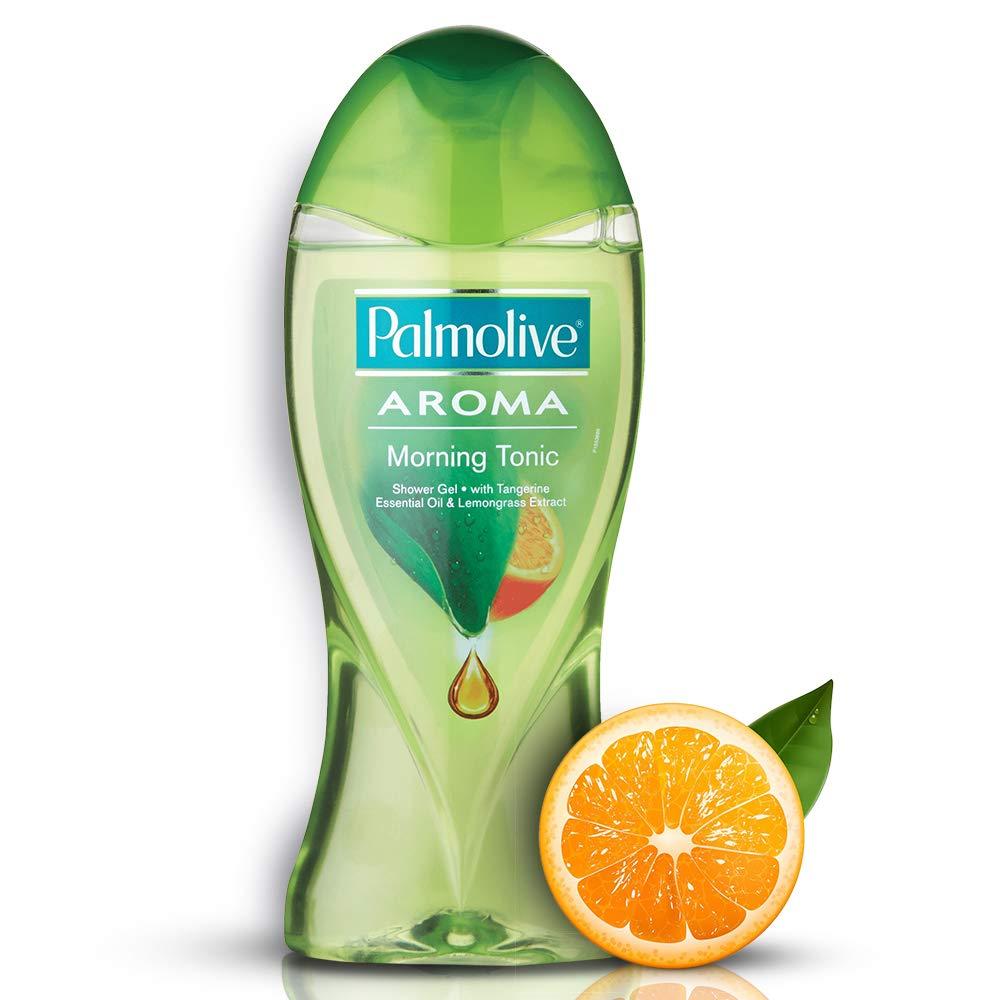 Palmolive®
AROMA
Morning Tonic
Shower Gel • with Tangerine
Essential Oil & Lemongrass Extract